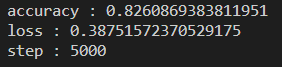 accuracy : 0.8260869383811951
loss : 0.38751572370529175
step : 5000